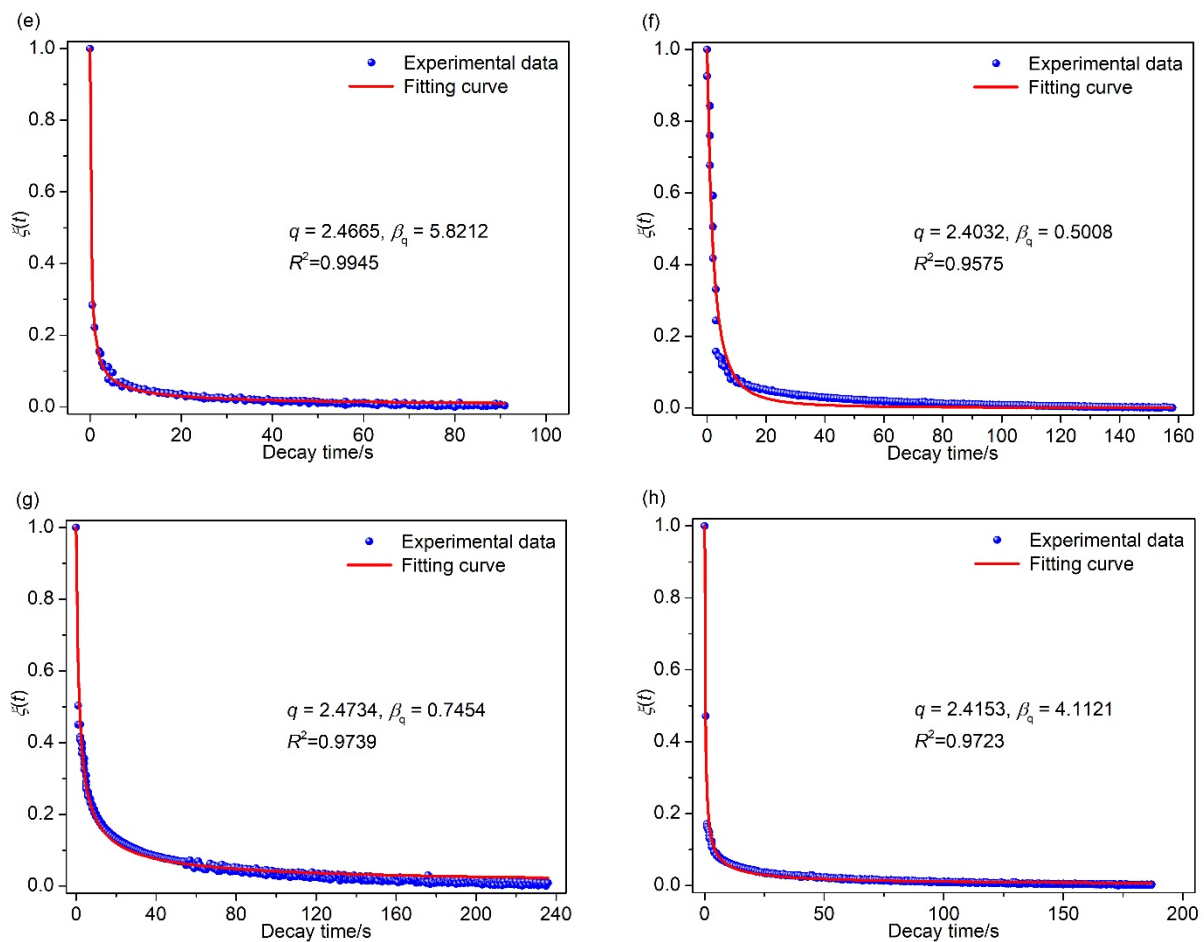 (e)
1.0
0.8
0.6
0.4
0.2
0.0
ξ(t)
Experimental data
Fitting curve
q = 2.4665, βq = 5.8212
R²=0.9945
0 20 40 60 80 100
Decay time/s
(f)
1.0
0.8
0.6
0.4
0.2
0.0
ξ(t)
Experimental data
Fitting curve
q = 2.4032, βq = 0.5008
R²=0.9575
0 20 40 60 80 100 120 140 160
Decay time/s
(g)
1.0
0.8
0.6
0.4
0.2
0.0
ξ(t)
Experimental data
Fitting curve
q = 2.4734, βq = 0.7454
R²=0.9739
0 40 80 120 160 200 240
Decay time/s
(h)
1.0
0.8
0.6
0.4
0.2
0.0
ξ(t)
Experimental data
Fitting curve
q = 2.4153, βq = 4.1121
R²=0.9723
0 50 100 150 200
Decay time/s